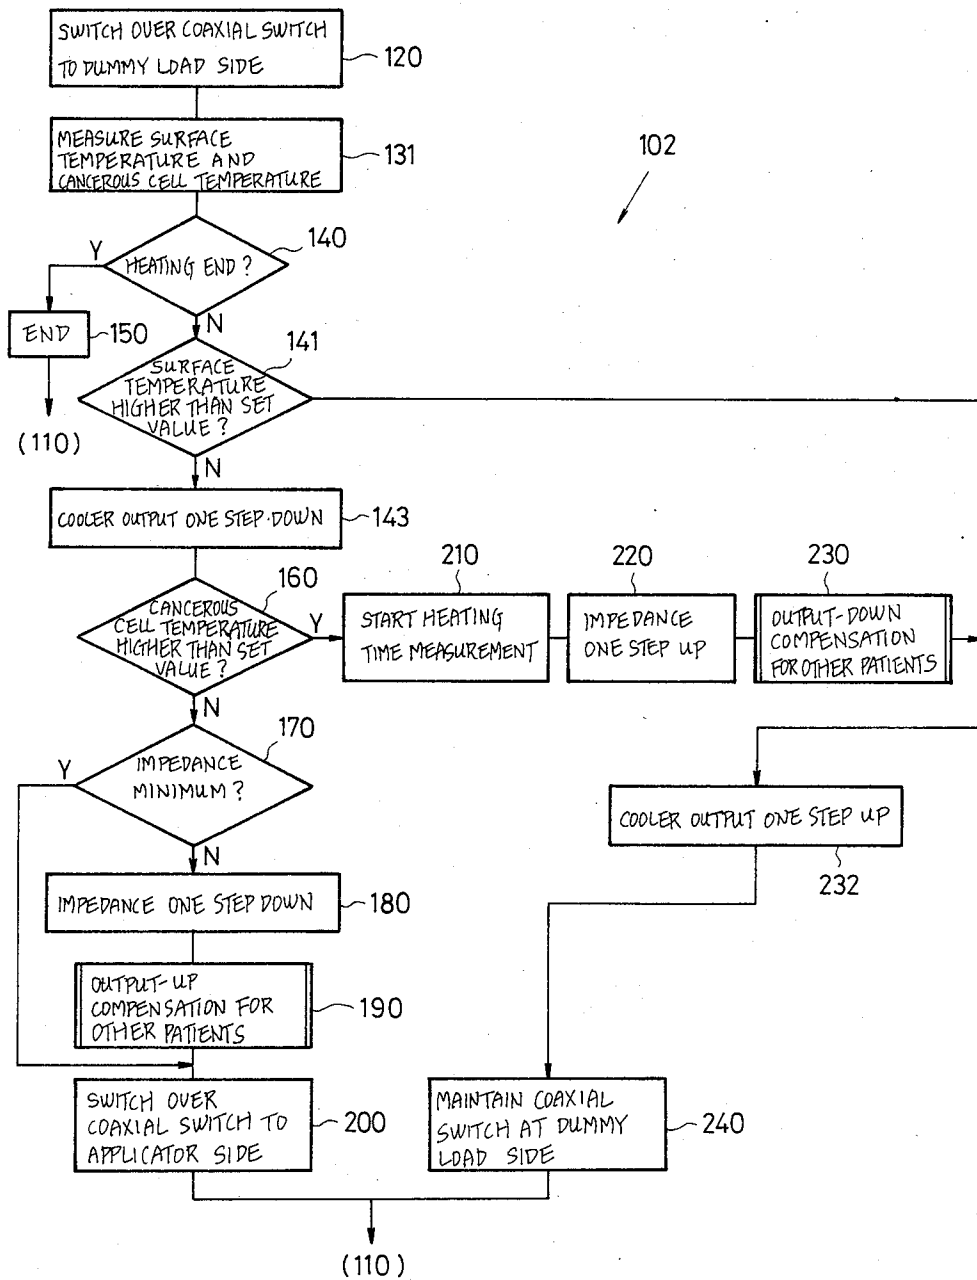 SWITCH OVER COAXIAL SWITCH
TO DUMMY LOAD SIDE
120
MEASURE SURFACE
TEMPERATURE AND
CANCEROUS CELL TEMPERATURE
131
102
140
Y
HEATING END ?
N
END
150
(110)
141
SURFACE
TEMPERATURE
HIGHER THAN SET
VALUE ?
N
COOLER OUTPUT ONE STEP-DOWN
143
160
CANCEROUS
CELL TEMPERATURE
HIGHER THAN SET
VALUE ?
Y
N
210
START HEATING
TIME MEASUREMENT
220
IMPEDANCE
ONE STEP UP
230
OUTPUT-DOWN
COMPENSATION
FOR OTHER PATIENTS
170
Y
IMPEDANCE
MINIMUM ?
N
COOLER OUTPUT ONE STEP UP
232
IMPEDANCE ONE STEP DOWN
180
OUTPUT-UP
COMPENSATION FOR
OTHER PATIENTS
190
SWITCH OVER
COAXIAL SWITCH TO
APPLICATOR SIDE
200
MAINTAIN COAXIAL
SWITCH AT DUMMY
LOAD SIDE
240
(110)